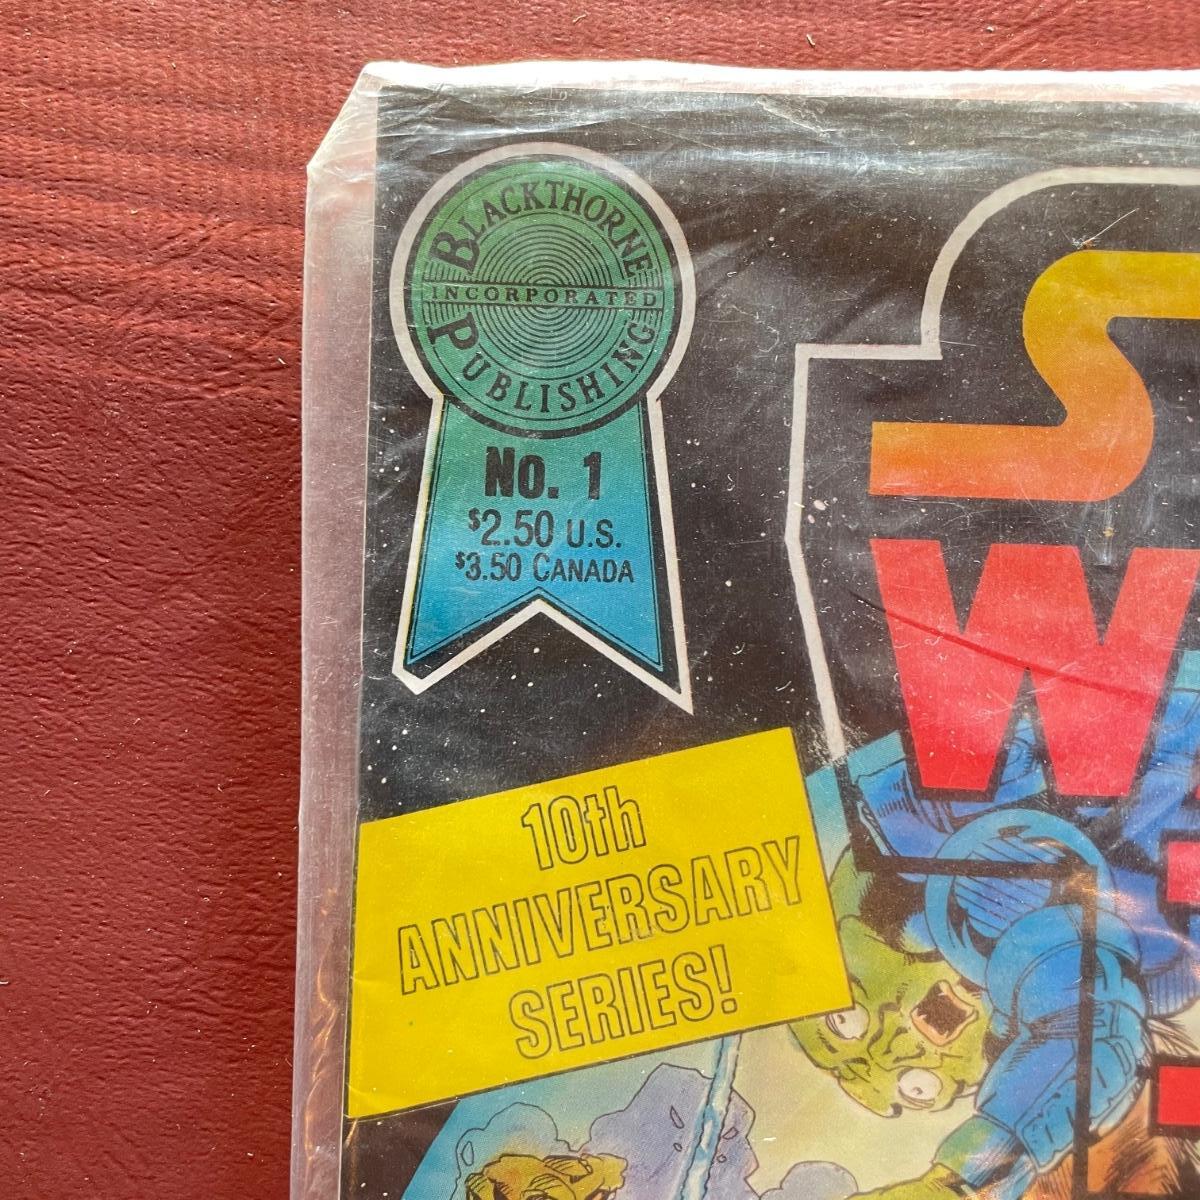 BLACKTHORNE
INCORPORATED
PUBLISHING
No. 1
$2.50 U.S.
$3.50 CANADA
10th
ANNIVERSARY
SERIES!
S
W